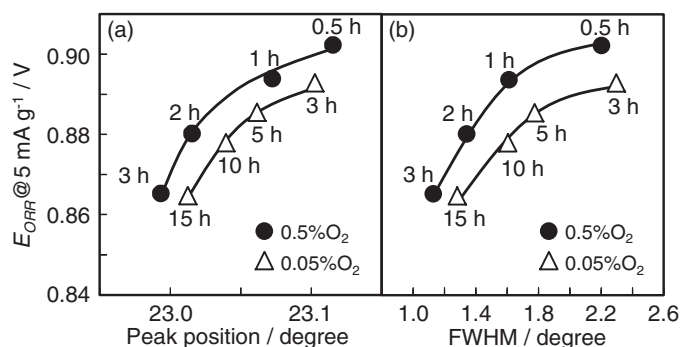 (a)
0.5 h
1 h
2 h
3 h
5 h
3 h
10 h
15 h
0.5%O₂
0.05%O₂
(b)
0.5 h
1 h
2 h
3 h
3 h
5 h
10 h
15 h
0.5%O₂
0.05%O₂
0.90
0.88
0.86
0.84
E_ORR@5 mA g⁻¹ / V
23.0
23.1
Peak position / degree
1.0
1.4
1.8
2.2
2.6
FWHM / degree